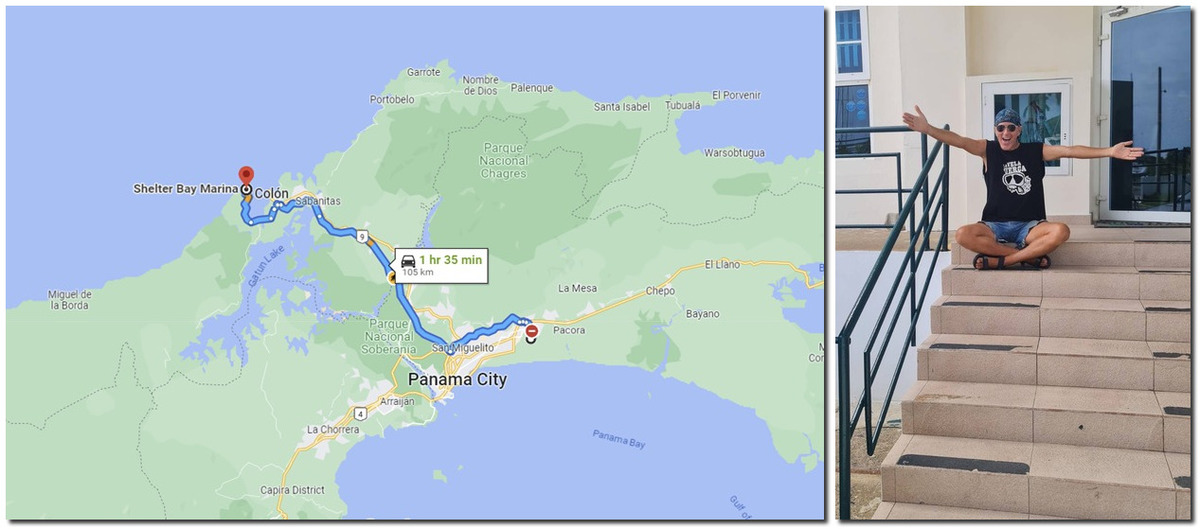 Garrote
Nombre
de Dios
Palenque
Portobelo
Santa Isabel
Tubualá
El Porvenir
Warsobtugua
Parque
Nacional
Chagres
Shelter Bay Marina
Colón
Sabanitas
9
1 hr 35 min
105 km
Gatun Lake
Miguel de
la Borda
El Llano
La Mesa
Chepo
Bayano
Pacora
Parque
Nacional
Soberanía
San Miguelito
Panama City
Arraiján
4
La Chorrera
Panama Bay
Capira District
Gulf of